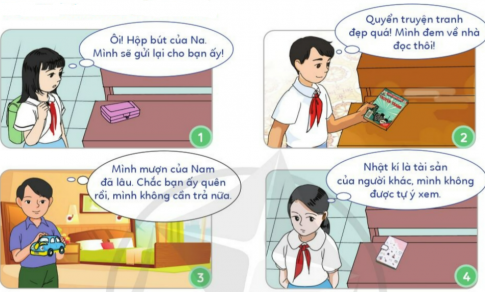 Ôi! Hộp bút của Na.
Mình sẽ gửi lại cho bạn ấy!
1
Quyển truyện tranh
đẹp quá! Mình đem về nhà
đọc thôi!
2
Mình mượn của Nam
đã lâu. Chắc bạn ấy quên
rồi, mình không cần trả nữa.
3
Nhật kí là tài sản
của người khác, mình không
được tự ý xem.
4